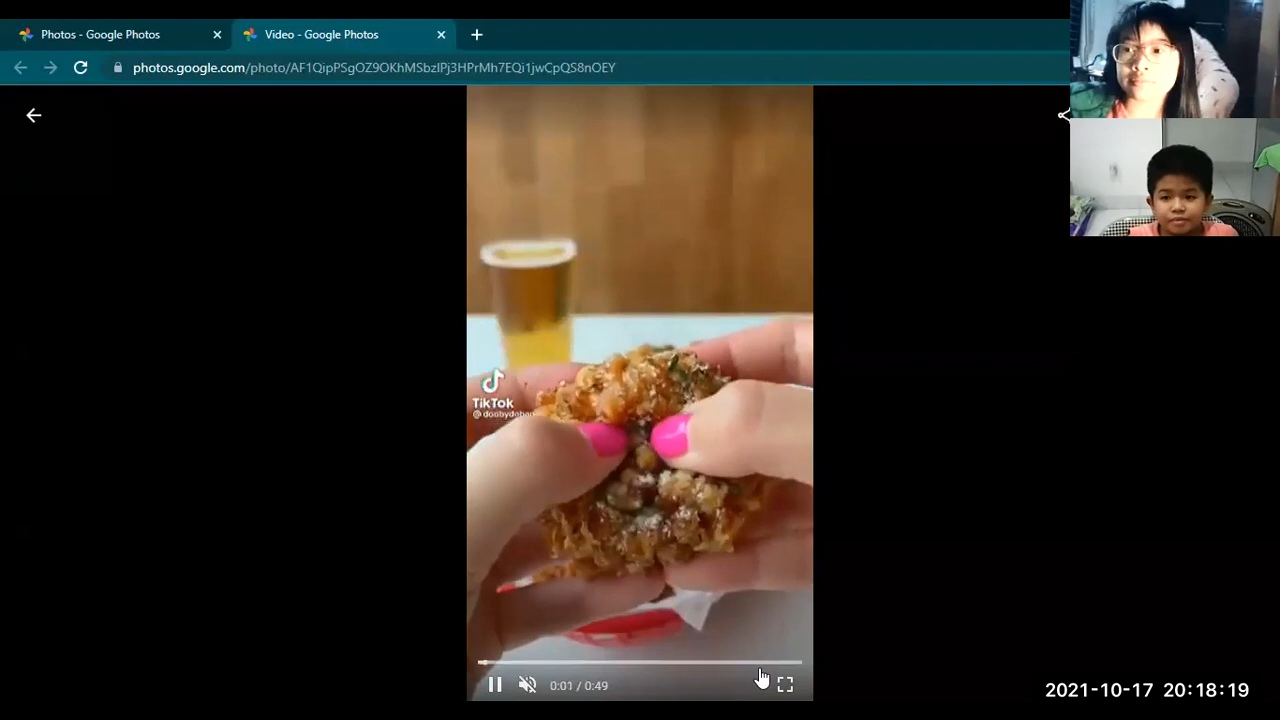 Photos - Google Photos
Video - Google Photos
photos.google.com/photo/AF1QipPSgOZ9OKhMSbzIPj3HPrMh7EQi1jwCpQS8nOEY
TikTok
0:01 / 0:49
2021-10-17 20:18:19